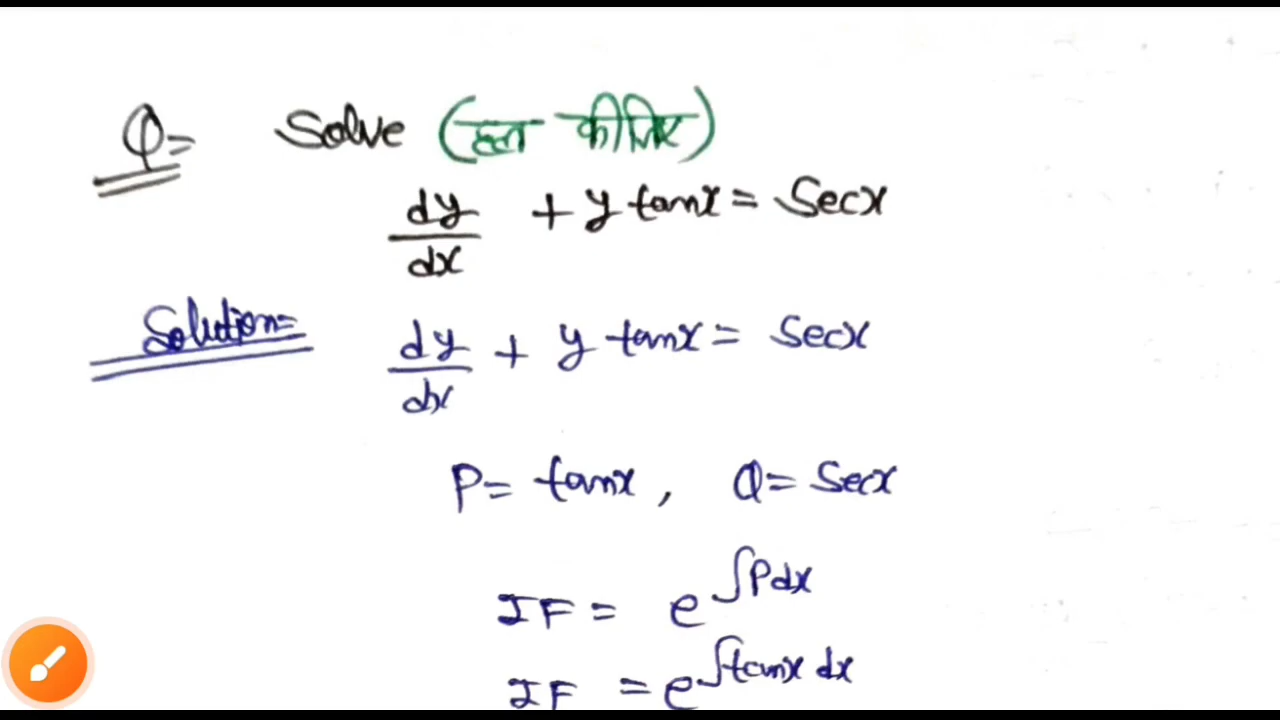 Q= Solve (हल कीजिए)
dy/dx + y tanx = Secx
Solution= dy/dx + y tanx = Secx
P= tanx, Q= Secx
IF = e^∫Pdx
IF = e^∫tanx dx